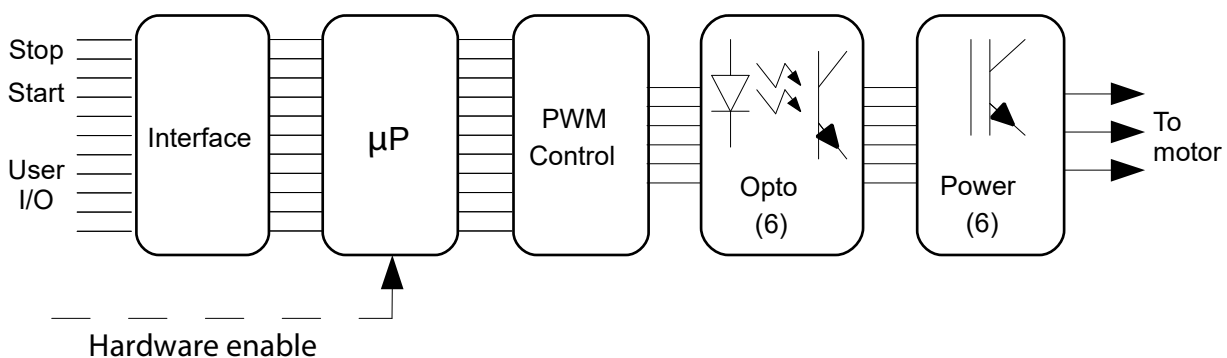 Stop
Start
User
I/O
Interface
µP
PWM
Control
Opto
(6)
Power
(6)
To
motor
Hardware enable